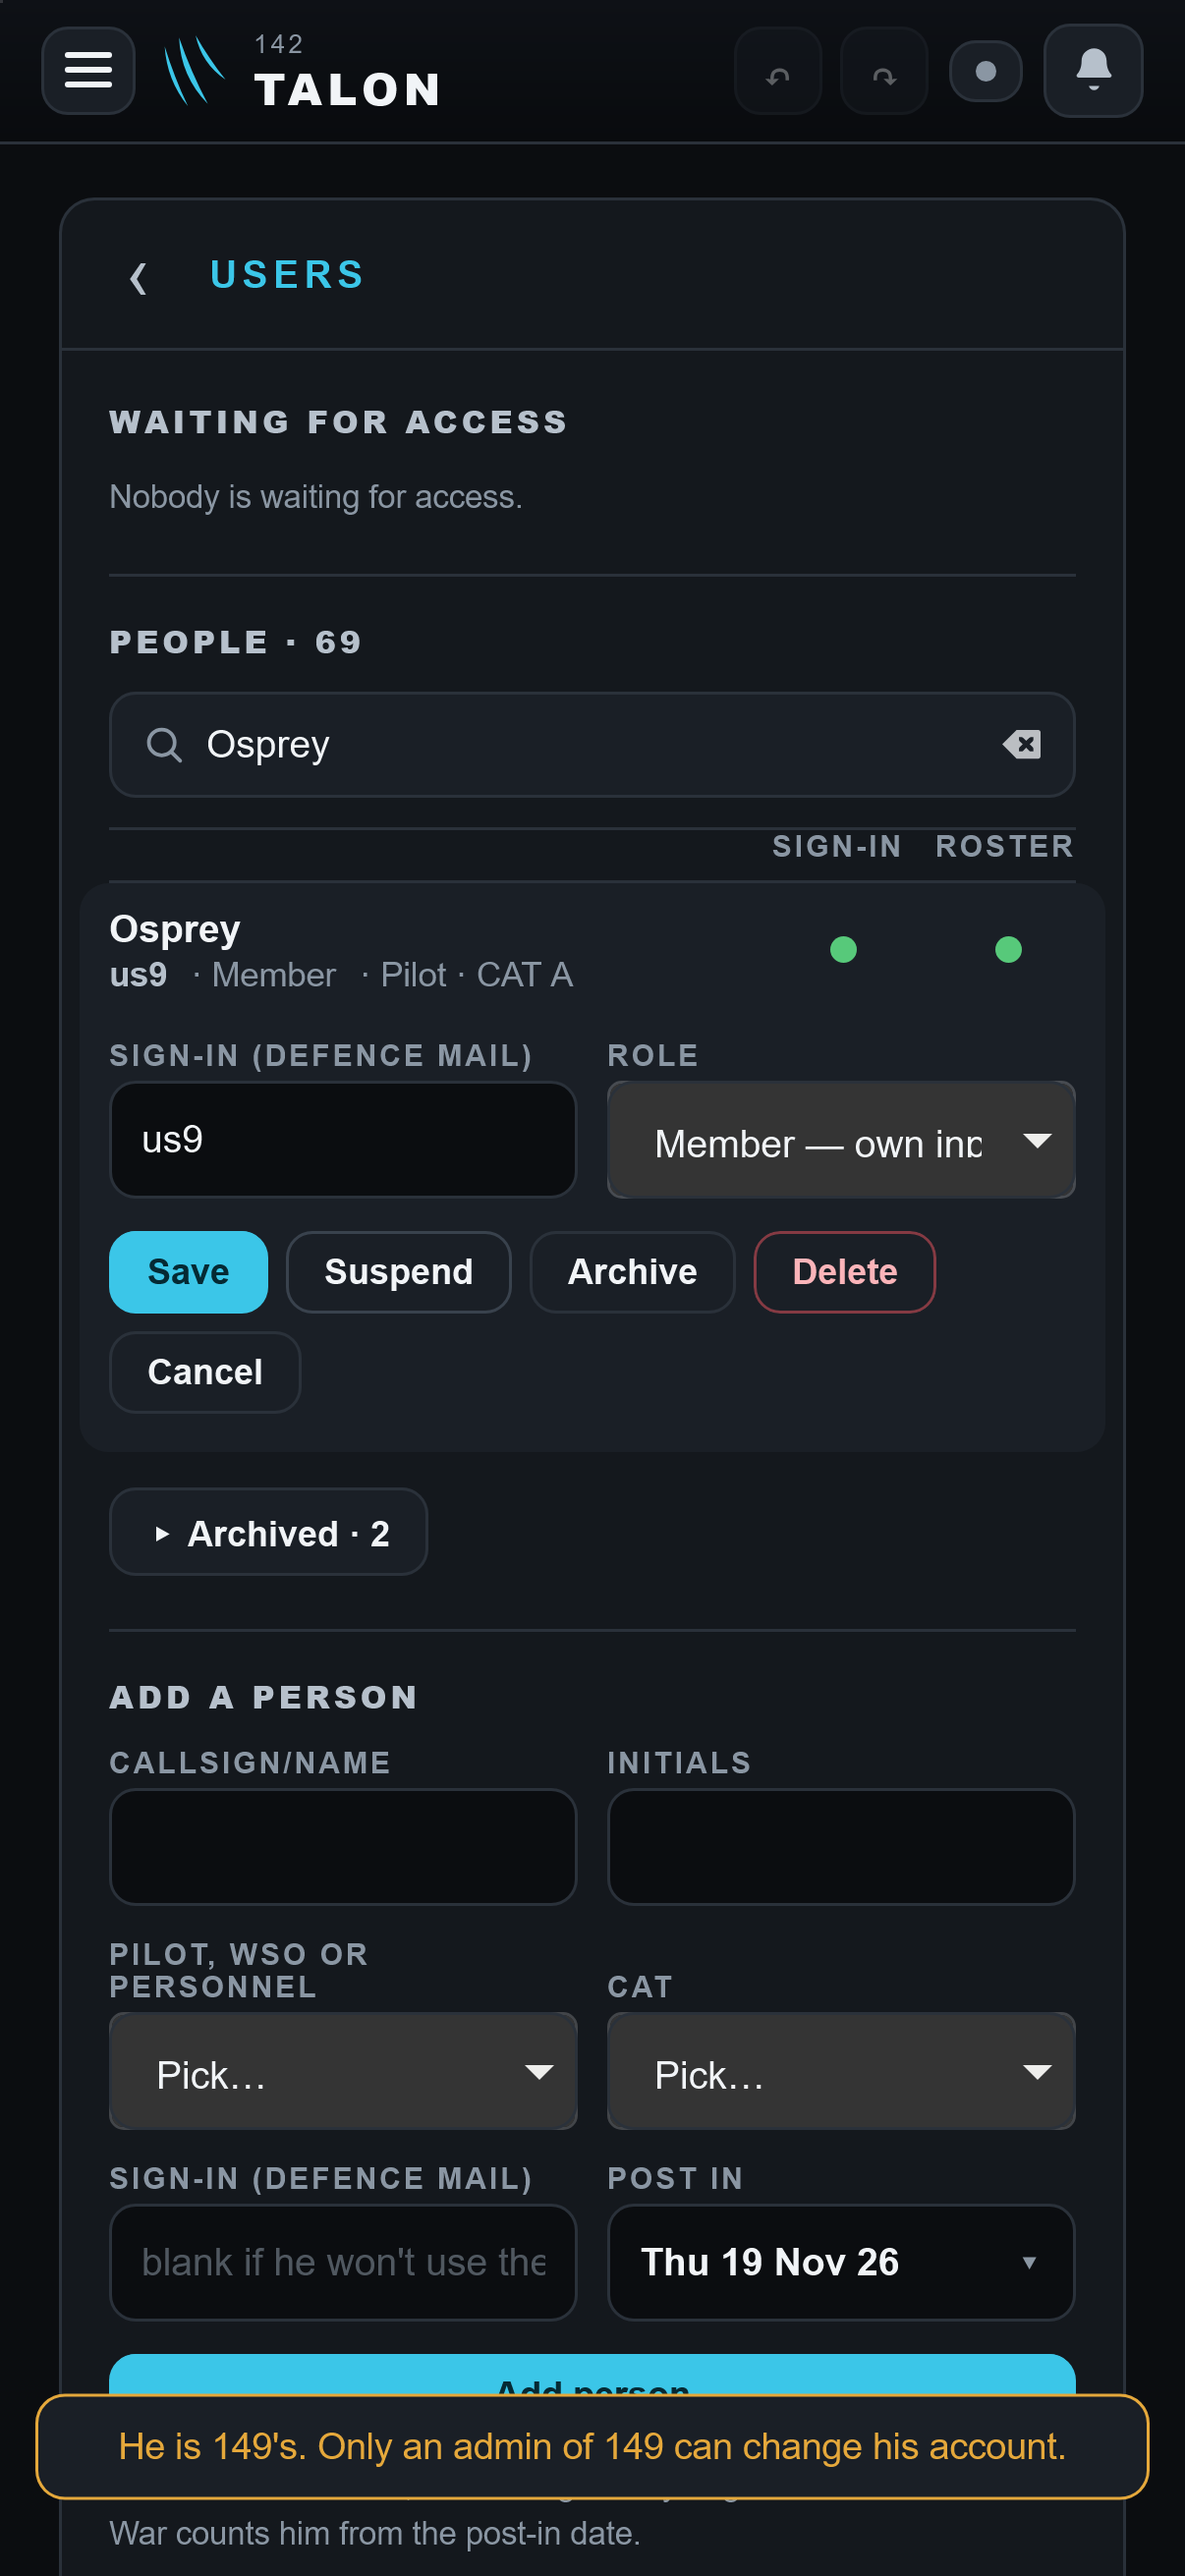 142
TALON
USERS
WAITING FOR ACCESS
Nobody is waiting for access.
PEOPLE · 69
Osprey
SIGN-IN ROSTER
Osprey
us9 · Member · Pilot · CAT A
SIGN-IN (DEFENCE MAIL) ROLE
us9 Member — own
Save Suspend Archive Delete
Cancel
Archived · 2
ADD A PERSON
CALLSIGN/NAME INITIALS
PILOT, WSO OR
PERSONNEL CAT
Pick… Pick…
SIGN-IN (DEFENCE MAIL) POST IN
blank if he won't use the Thu 19 Nov 26
Add person
He is 149's. Only an admin of 149 can change his account.
War counts him from the post-in date.